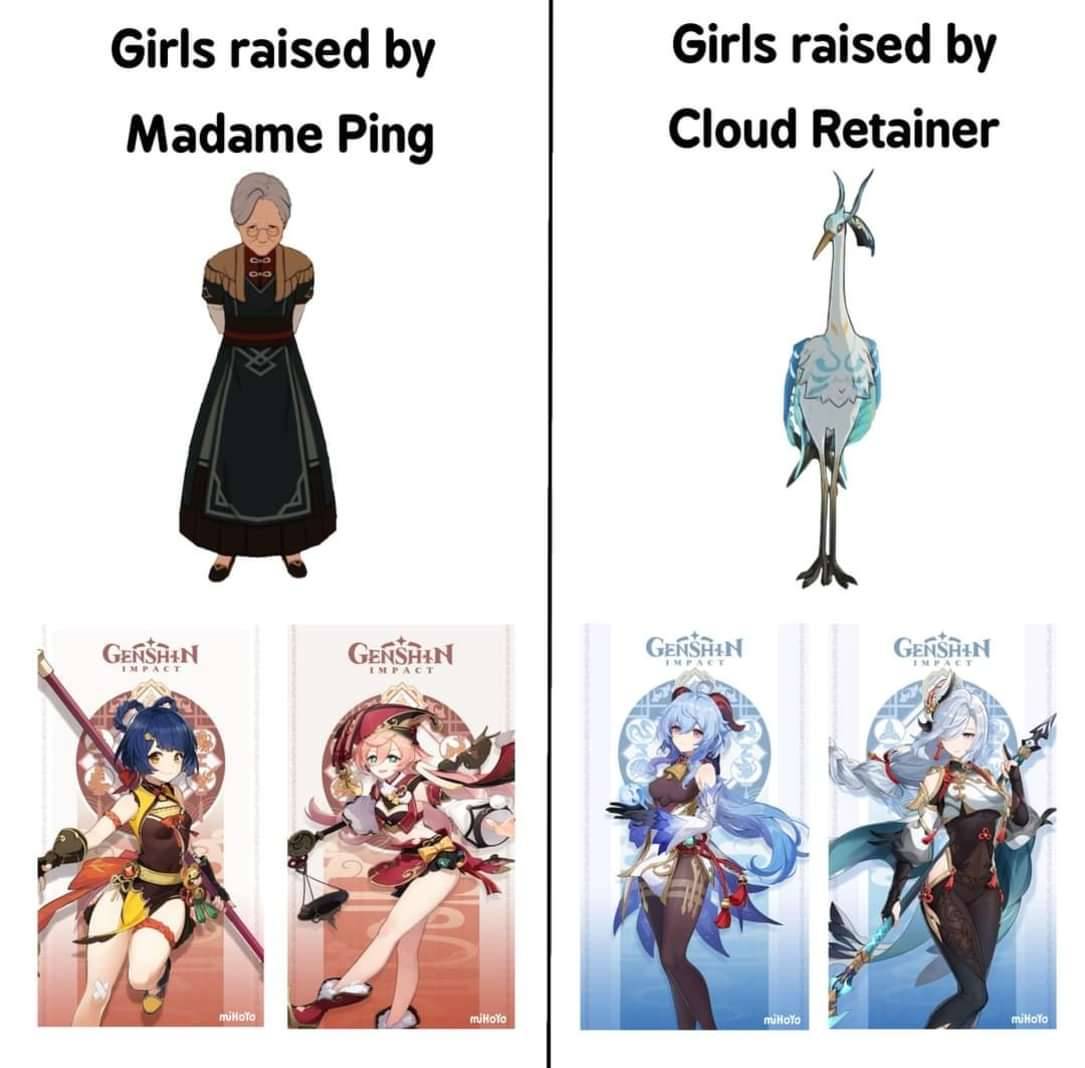 Girls raised by
Madame Ping
Girls raised by
Cloud Retainer
GENSHIN
IMPACT
GENSHIN
IMPACT
GENSHIN
IMPACT
GENSHIN
IMPACT
miHoYo
miHoYo
miHoYo
miHoYo